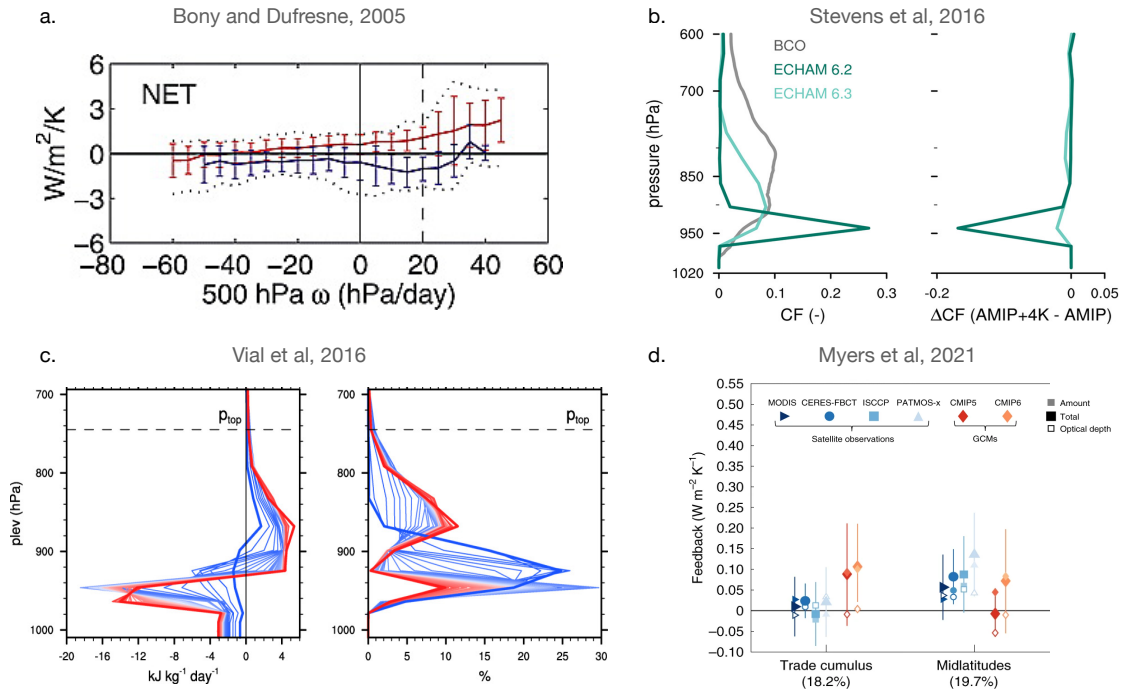 a.
Bony and Dufresne, 2005
6
3
0
−3
−6
W/m²/K
NET
−80
−60
−40
−20
0
20
40
60
500 hPa ω (hPa/day)
b.
Stevens et al, 2016
600
700
850
950
1020
pressure (hPa)
BCO
ECHAM 6.2
ECHAM 6.3
0
0.1
0.2
0.3
CF (-)
-0.2
0
0.05
ΔCF (AMIP+4K - AMIP)
c.
Vial et al, 2016
700
800
900
1000
plev (hPa)
p_top
-20
-16
-12
-8
-4
0
4
kJ kg⁻¹ day⁻¹
700
800
900
1000
p_top
0
5
10
15
20
25
30
%
d.
Myers et al, 2021
0.55
0.50
0.45
0.40
0.35
0.30
0.25
0.20
0.15
0.10
0.05
0
−0.05
−0.10
Feedback (W m⁻² K⁻¹)
MODIS CERES-FBCT ISCCP PATMOS-x CMIP5 CMIP6
Satellite observations
GCMs
Amount
Total
Optical depth
Trade cumulus
(18.2%)
Midlatitudes
(19.7%)